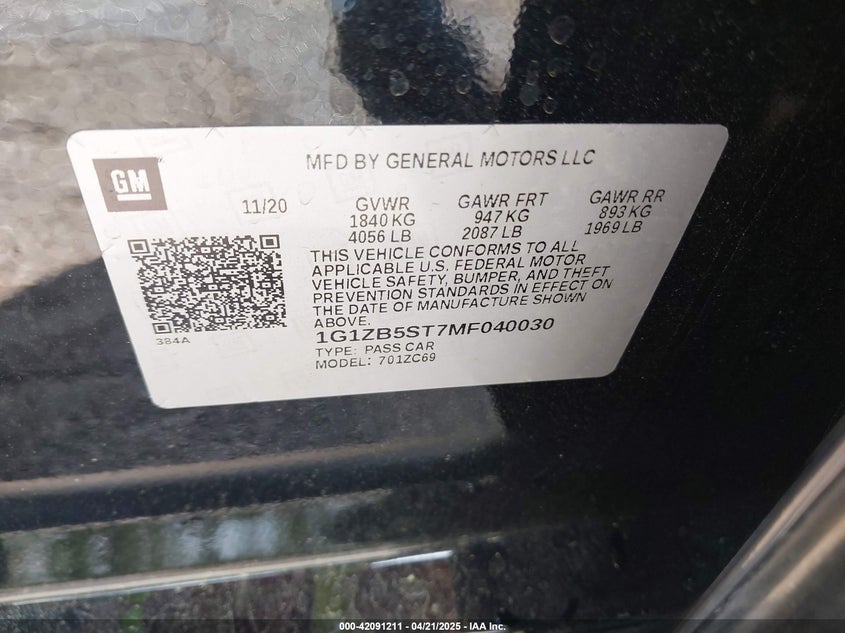 GM
MFD BY GENERAL MOTORS LLC
11/20 GVWR GAWR FRT GAWR RR
1840 KG 947 KG 893 KG
4056 LB 2087 LB 1969 LB
THIS VEHICLE CONFORMS TO ALL
APPLICABLE U.S. FEDERAL MOTOR
VEHICLE SAFETY, BUMPER, AND THEFT
PREVENTION STANDARDS IN EFFECT ON
THE DATE OF MANUFACTURE SHOWN
ABOVE.
1G1ZB5ST7MF040030
TYPE: PASS CAR
MODEL: 701ZC69
384A
000-42091211 - 04/21/2025 - IAA Inc.